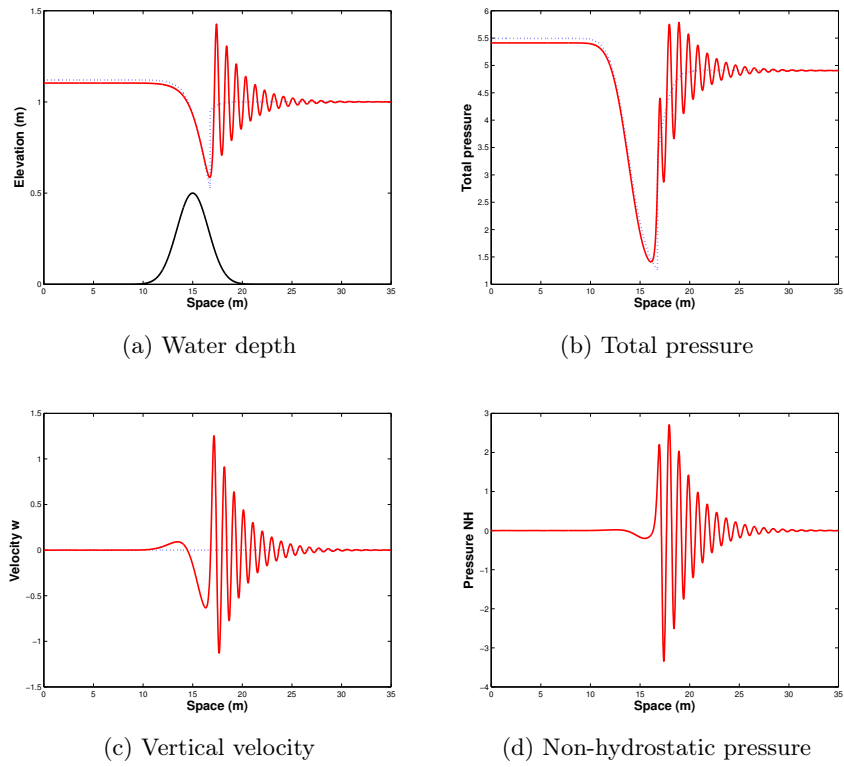 1.5
1
0.5
0
Elevation (m)
0 5 10 15 20 25 30 35
Space (m)
(a) Water depth
6
5.5
5
4.5
4
3.5
3
2.5
2
1.5
1
Total pressure
0 5 10 15 20 25 30 35
Space (m)
(b) Total pressure
1.5
1
0.5
0
−0.5
−1
−1.5
Velocity w
0 5 10 15 20 25 30 35
Space (m)
(c) Vertical velocity
3
2
1
0
−1
−2
−3
−4
Pressure NH
0 5 10 15 20 25 30 35
Space (m)
(d) Non-hydrostatic pressure